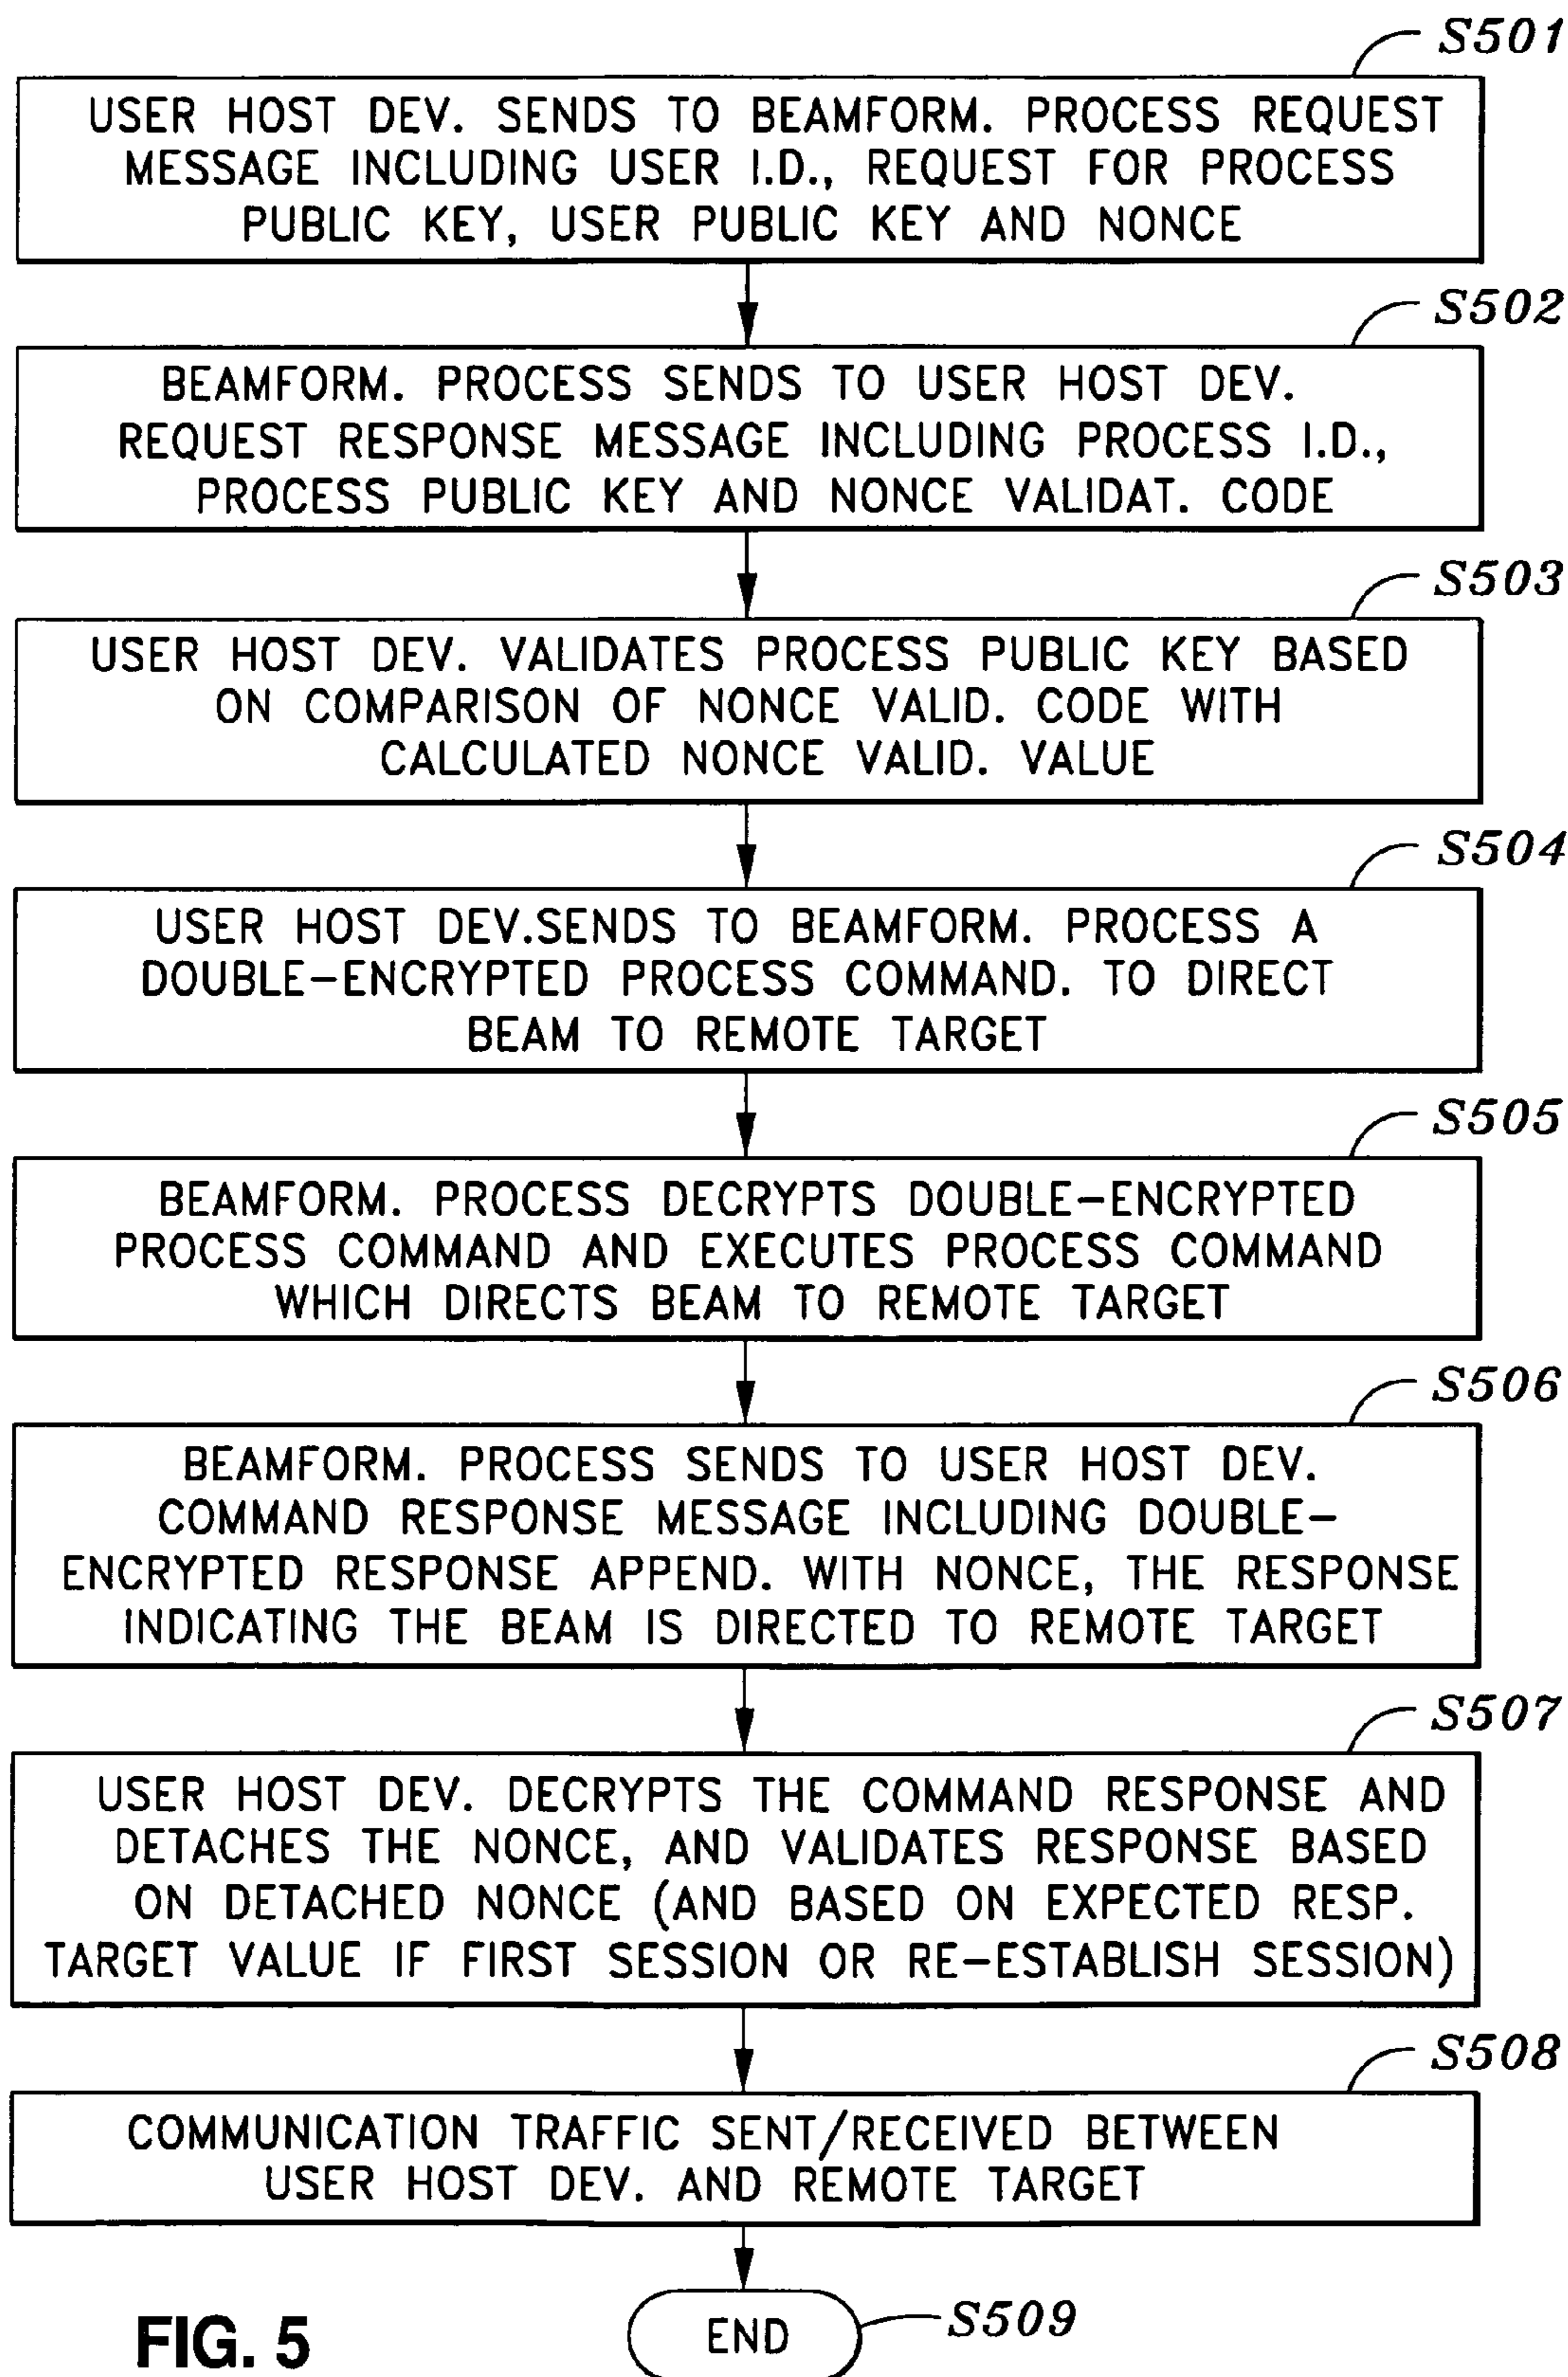 S501
USER HOST DEV. SENDS TO BEAMFORM. PROCESS REQUEST
MESSAGE INCLUDING USER I.D., REQUEST FOR PROCESS
PUBLIC KEY, USER PUBLIC KEY AND NONCE
S502
BEAMFORM. PROCESS SENDS TO USER HOST DEV.
REQUEST RESPONSE MESSAGE INCLUDING PROCESS I.D.,
PROCESS PUBLIC KEY AND NONCE VALIDAT. CODE
S503
USER HOST DEV. VALIDATES PROCESS PUBLIC KEY BASED
ON COMPARISON OF NONCE VALID. CODE WITH
CALCULATED NONCE VALID. VALUE
S504
USER HOST DEV.SENDS TO BEAMFORM. PROCESS A
DOUBLE-ENCRYPTED PROCESS COMMAND. TO DIRECT
BEAM TO REMOTE TARGET
S505
BEAMFORM. PROCESS DECRYPTS DOUBLE-ENCRYPTED
PROCESS COMMAND AND EXECUTES PROCESS COMMAND
WHICH DIRECTS BEAM TO REMOTE TARGET
S506
BEAMFORM. PROCESS SENDS TO USER HOST DEV.
COMMAND RESPONSE MESSAGE INCLUDING DOUBLE-
ENCRYPTED RESPONSE APPEND. WITH NONCE, THE RESPONSE
INDICATING THE BEAM IS DIRECTED TO REMOTE TARGET
S507
USER HOST DEV. DECRYPTS THE COMMAND RESPONSE AND
DETACHES THE NONCE, AND VALIDATES RESPONSE BASED
ON DETACHED NONCE (AND BASED ON EXPECTED RESP.
TARGET VALUE IF FIRST SESSION OR RE-ESTABLISH SESSION)
S508
COMMUNICATION TRAFFIC SENT/RECEIVED BETWEEN
USER HOST DEV. AND REMOTE TARGET
END
S509
FIG. 5